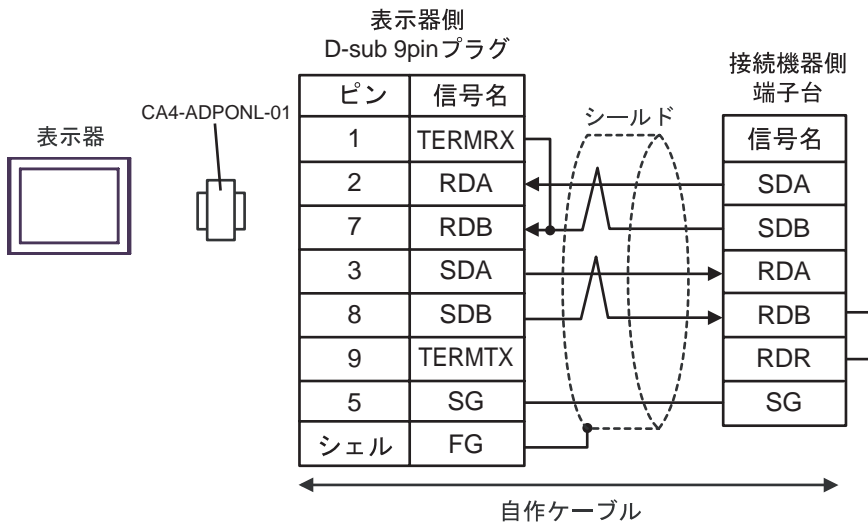 表示器側
D-sub 9pinプラグ
接続機器側
端子台
CA4-ADPONL-01
表示器
シールド
ピン 信号名
1 TERMRX
2 RDA
7 RDB
3 SDA
8 SDB
9 TERMTX
5 SG
シェル FG
信号名
SDA
SDB
RDA
RDB
RDR
SG
自作ケーブル